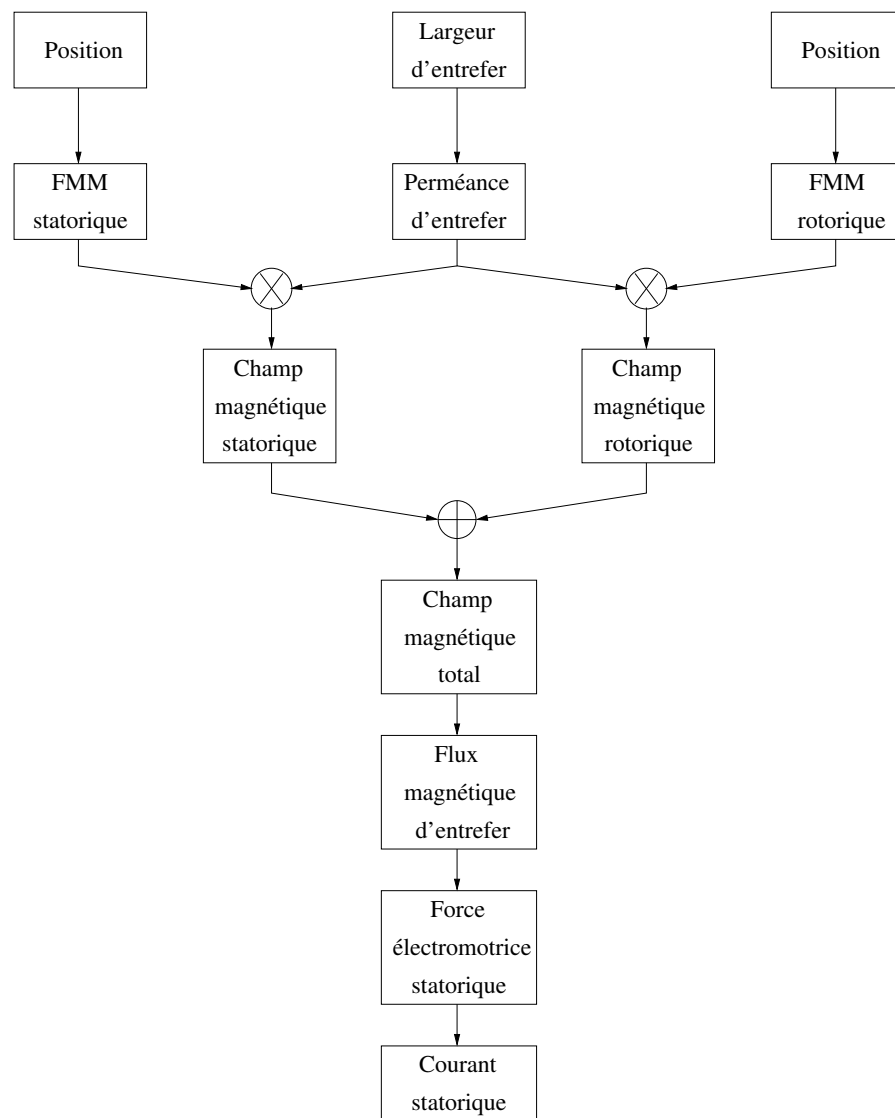 Position
Largeur
d'entrefer
Position
FMM
statorique
Perméance
d'entrefer
FMM
rotorique
Champ
magnétique
statorique
Champ
magnétique
rotorique
Champ
magnétique
total
Flux
magnétique
d'entrefer
Force
électromotrice
statorique
Courant
statorique